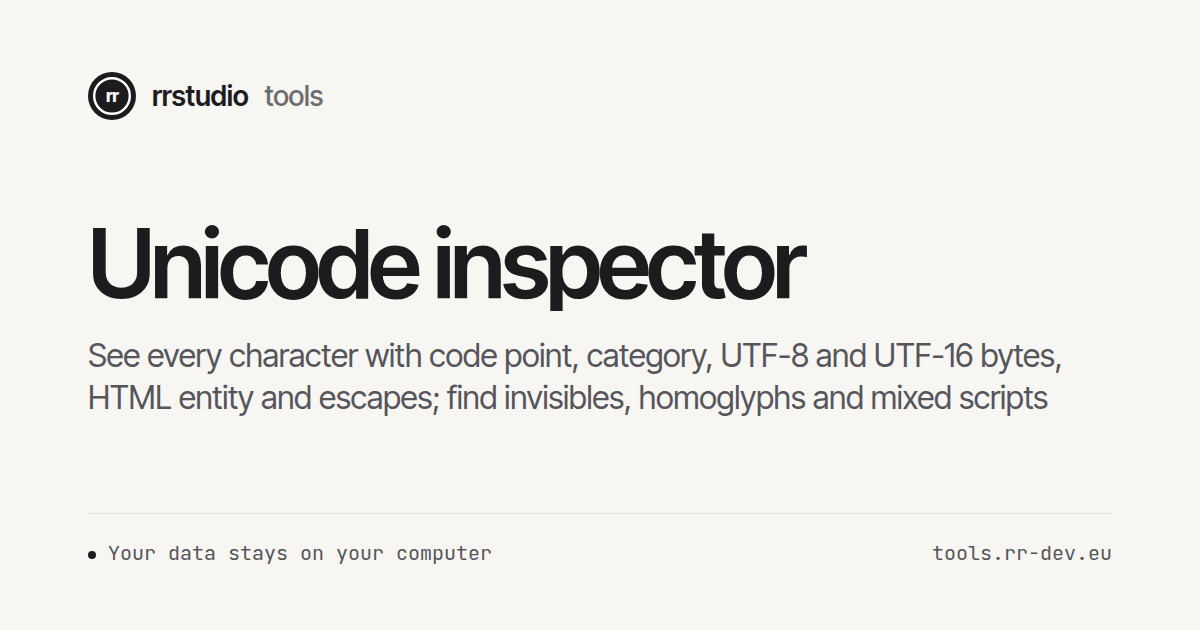 rr rrstudio tools
Unicode inspector
See every character with code point, category, UTF-8 and UTF-16 bytes,
HTML entity and escapes; find invisibles, homoglyphs and mixed scripts
Your data stays on your computer
tools.rr-dev.eu